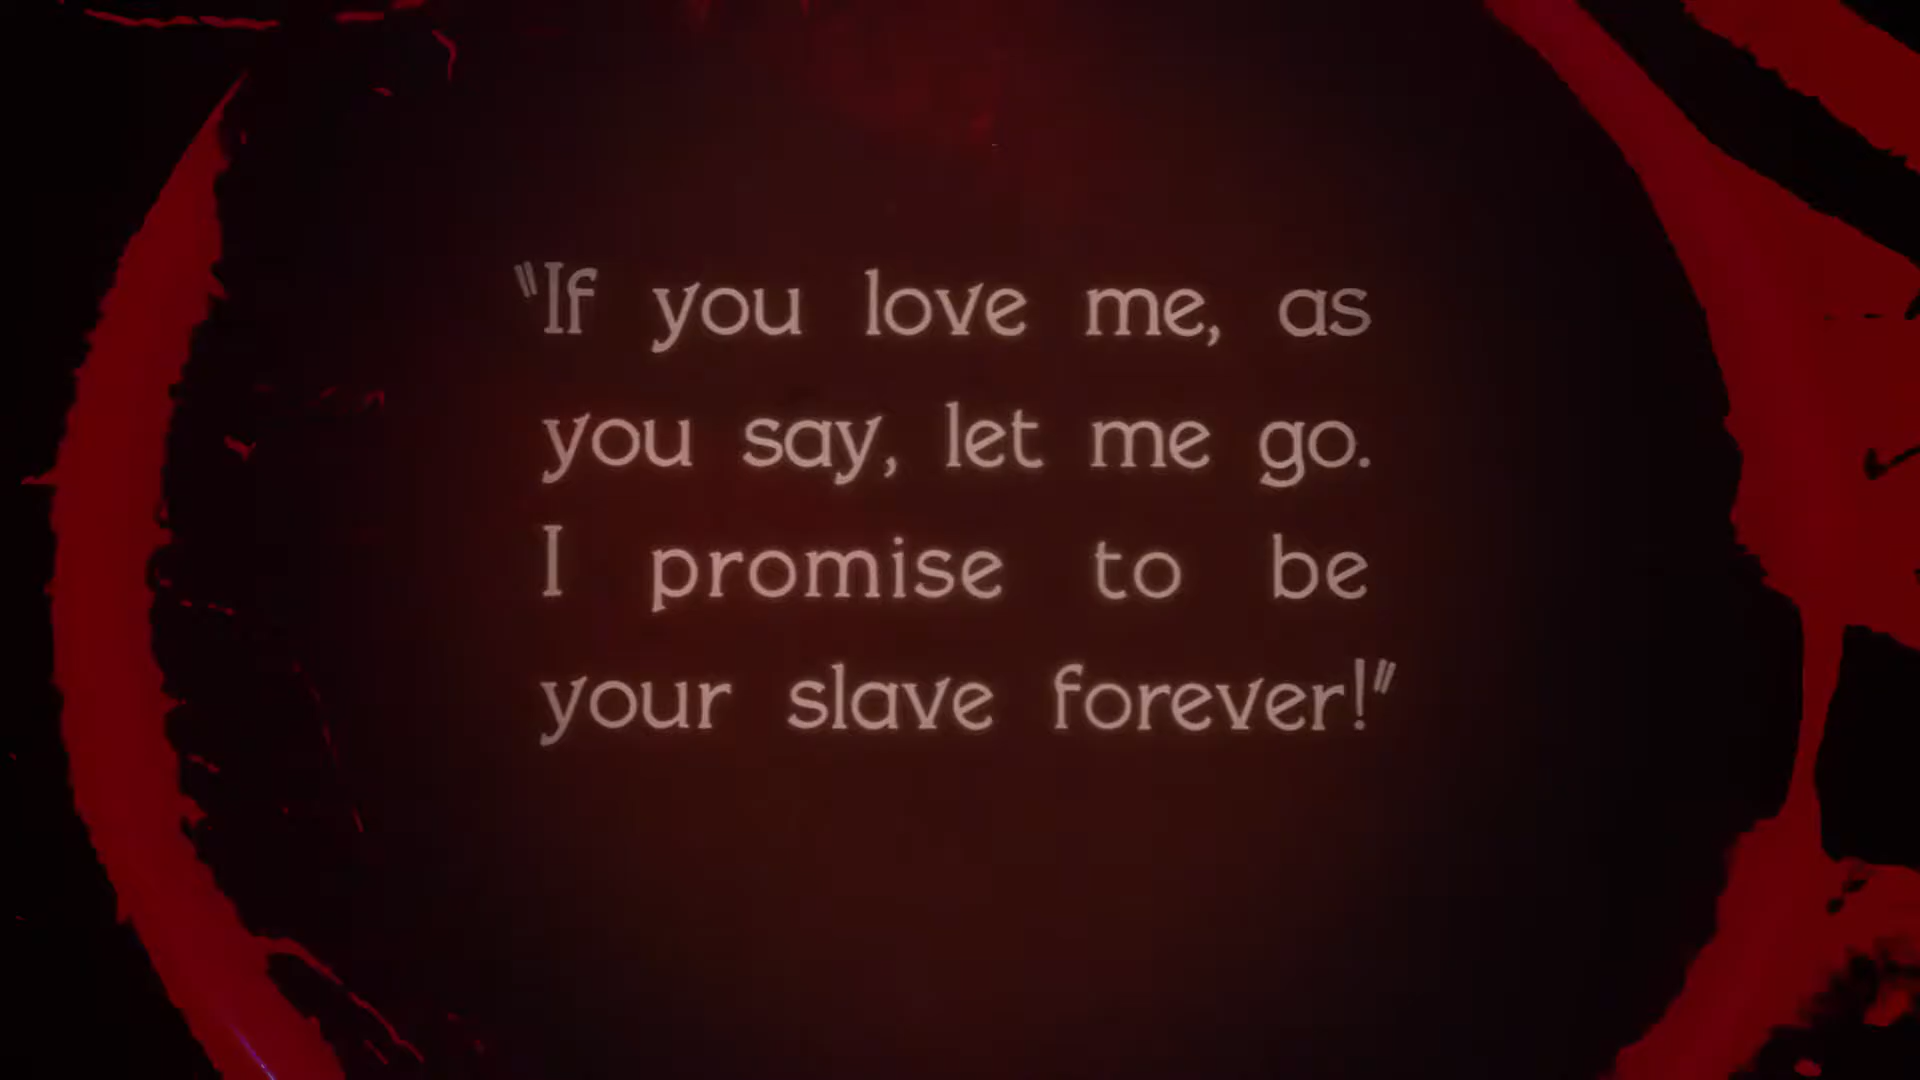 "If you love me, as
you say, let me go.
I promise to be
your slave forever!"